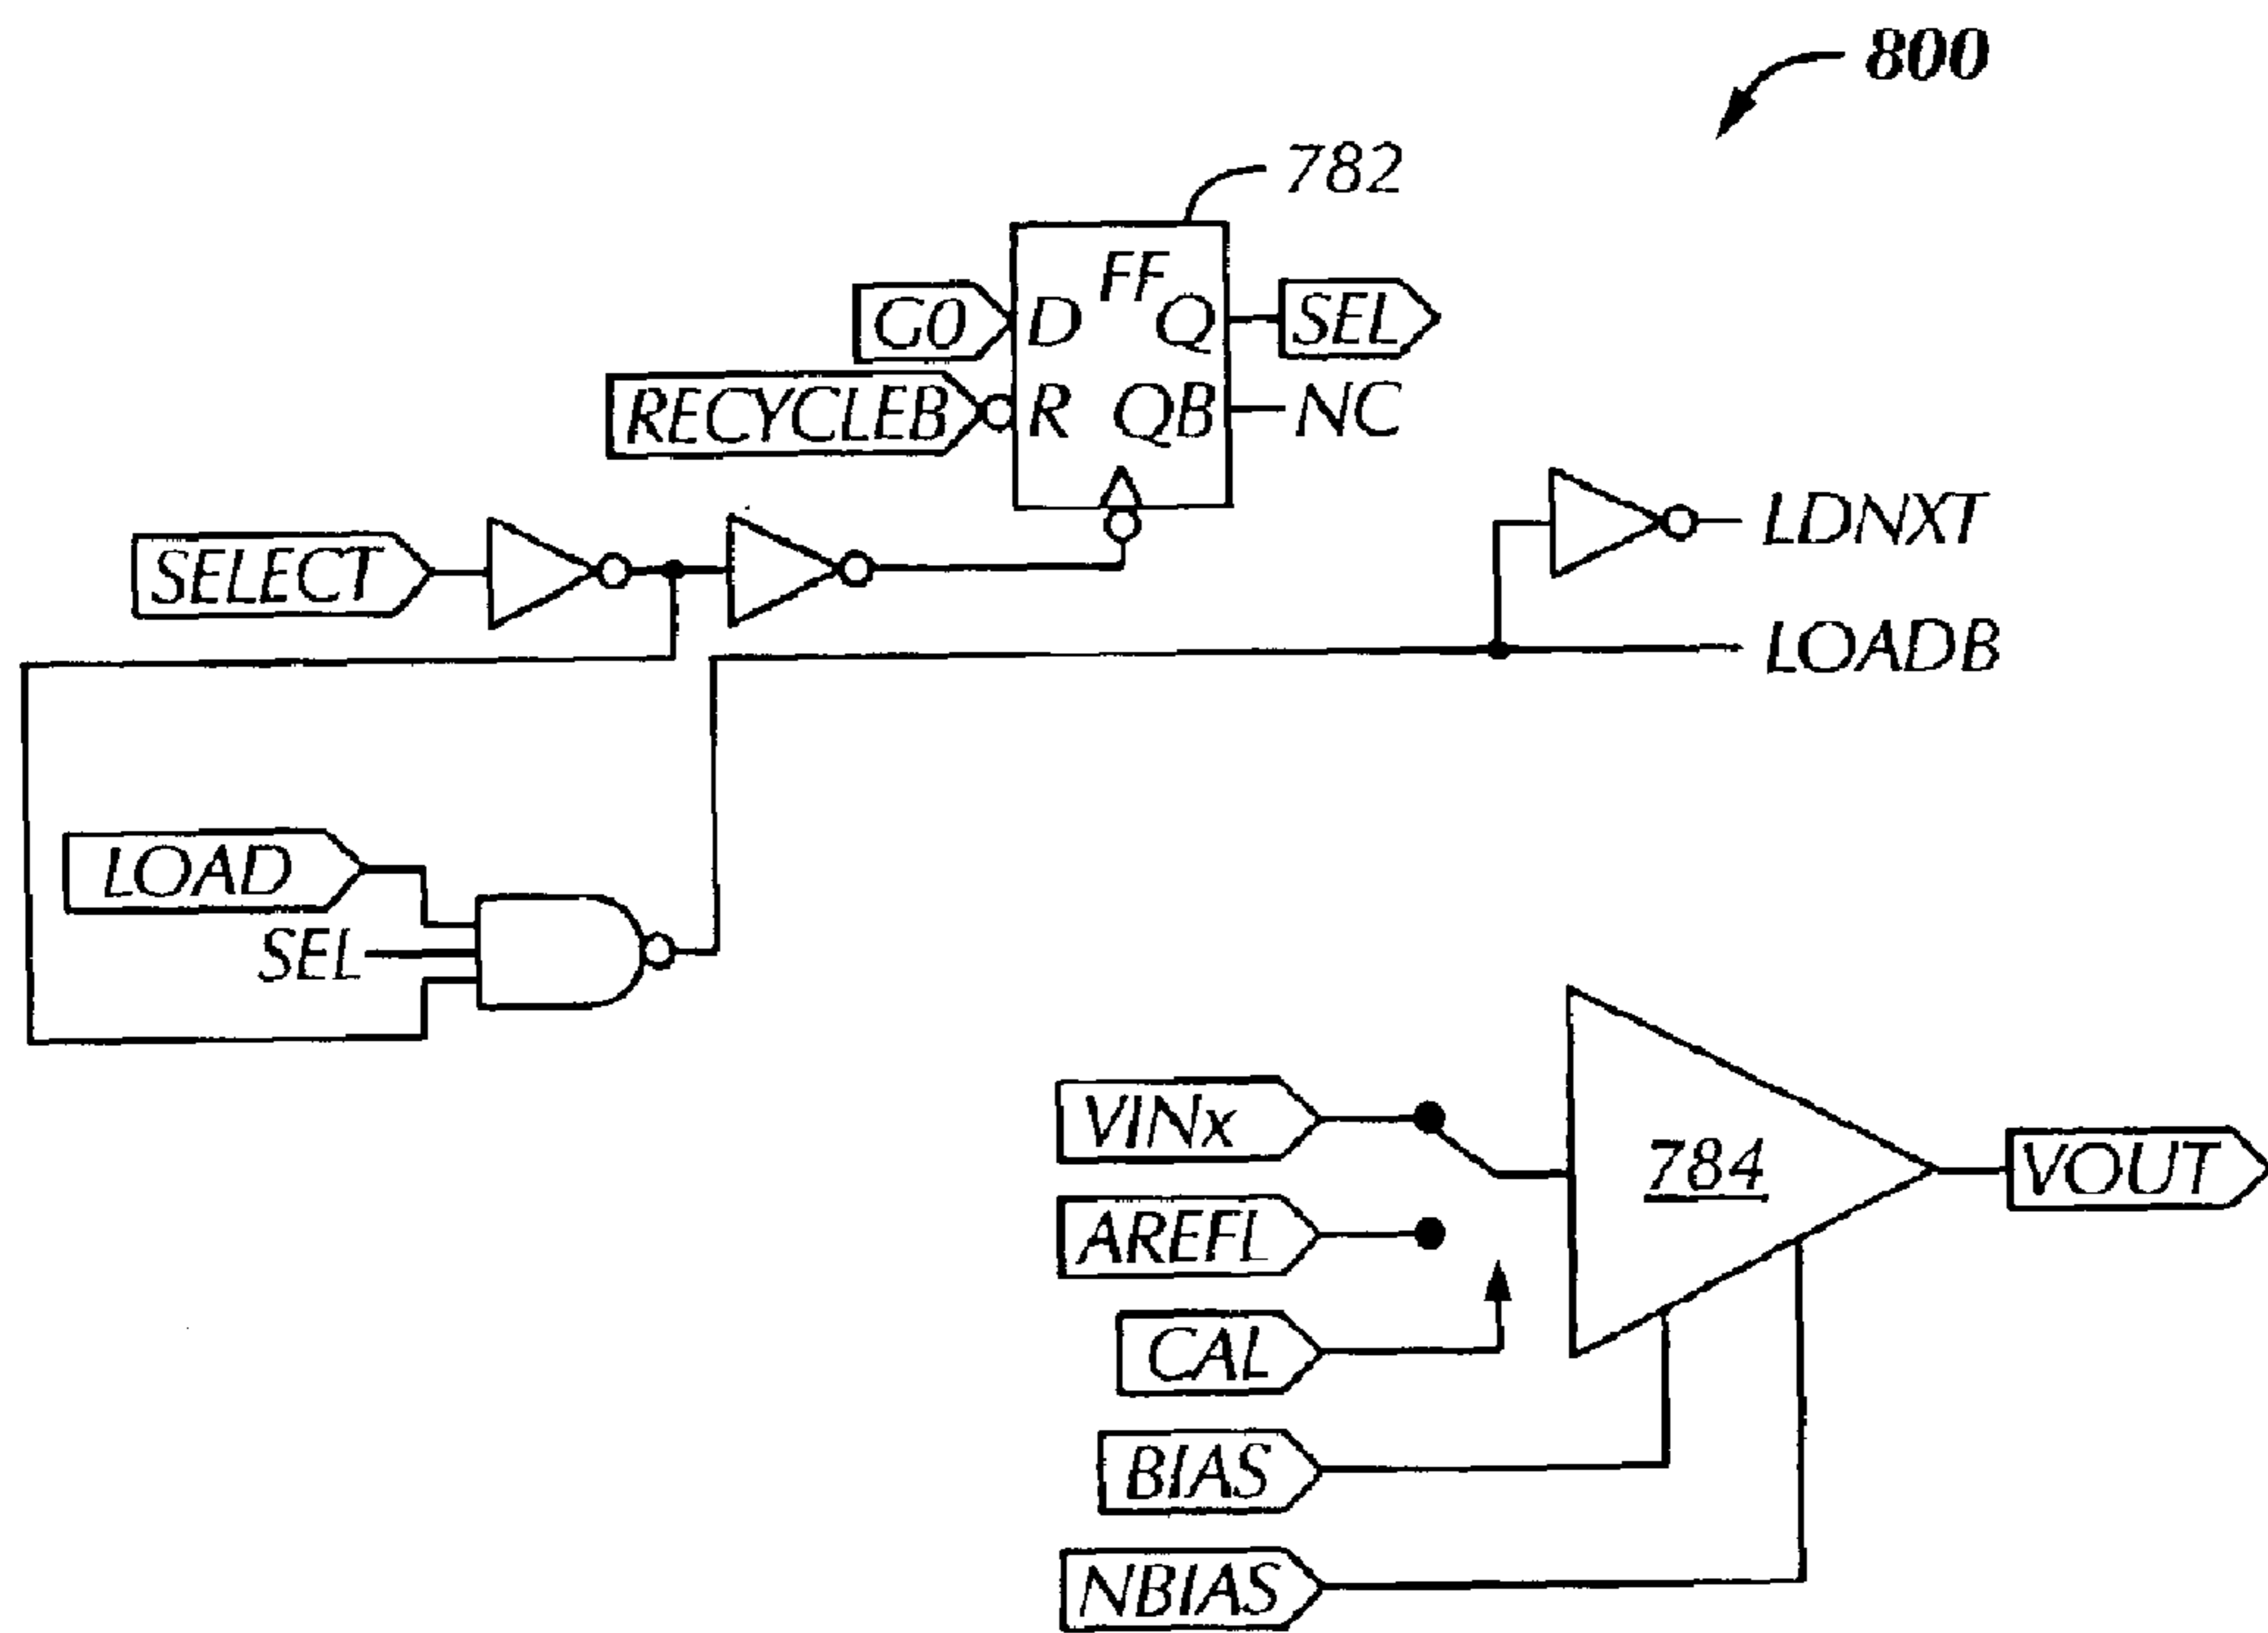 800
782
FF
G0
D
Q
SEL
RECYCLEB
R
QB
NC
SELECT
LDNXT
LOADB
LOAD
SEL
VINx
784
VOUT
AREFL
CAL
BIAS
NBIAS